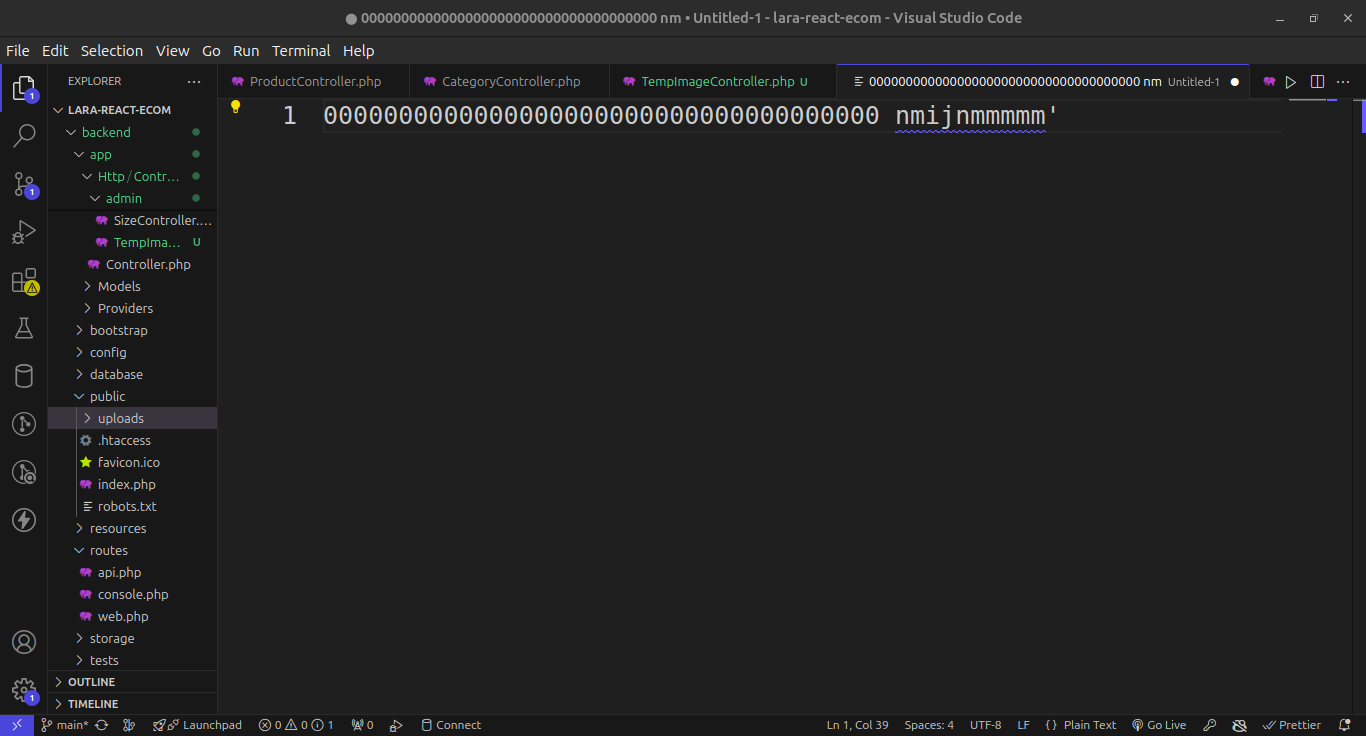 ● 0000000000000000000000000000000000000 nm • Untitled-1 - lara-react-ecom - Visual Studio Code
File Edit Selection View Go Run Terminal Help
EXPLORER ···
ProductController.php
CategoryController.php
TempImageController.php U
0000000000000000000000000000000000000 nm Untitled-1
LARA-REACT-ECOM
backend
app
Http / Contr...
admin
SizeController....
TempIma... U
Controller.php
Models
Providers
bootstrap
config
database
public
uploads
.htaccess
favicon.ico
index.php
robots.txt
resources
routes
api.php
console.php
web.php
storage
tests
OUTLINE
TIMELINE
1
1
1
1 0000000000000000000000000000000000000 nmijnmmmmm'
main* Launchpad 0 0 1 0 Connect
Ln 1, Col 39 Spaces: 4 UTF-8 LF {} Plain Text Go Live Prettier